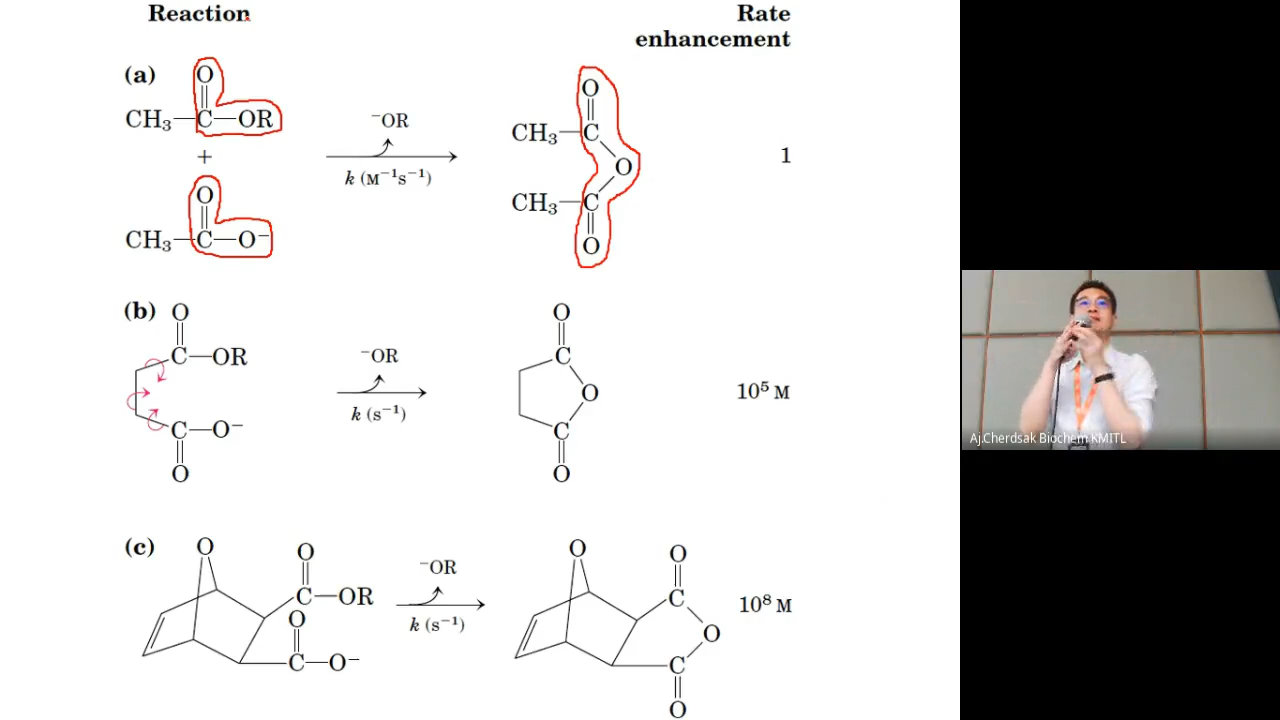 Reaction
Rate
enhancement
(a)
O
CH₃—C—OR
+
O
CH₃—C—O⁻
⁻OR
k (M⁻¹s⁻¹)
O
CH₃—C
O
CH₃—C
O
1
(b)
O
C—OR
C—O⁻
O
⁻OR
k (s⁻¹)
O
C
O
C
O
10⁵ M
(c)
O
O
C—OR
O
C—O⁻
⁻OR
k (s⁻¹)
O
O
C
O
C
O
10⁸ M
Aj.Cherdsak Biochem KMITL